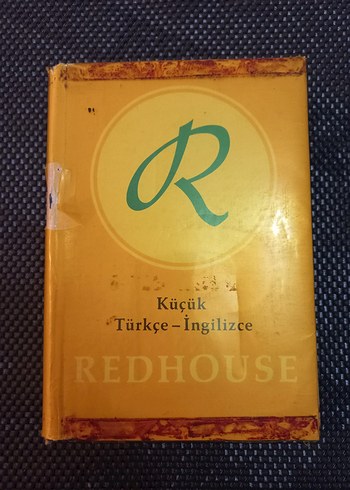 R
Küçük
Türkçe – İngilizce
REDHOUSE